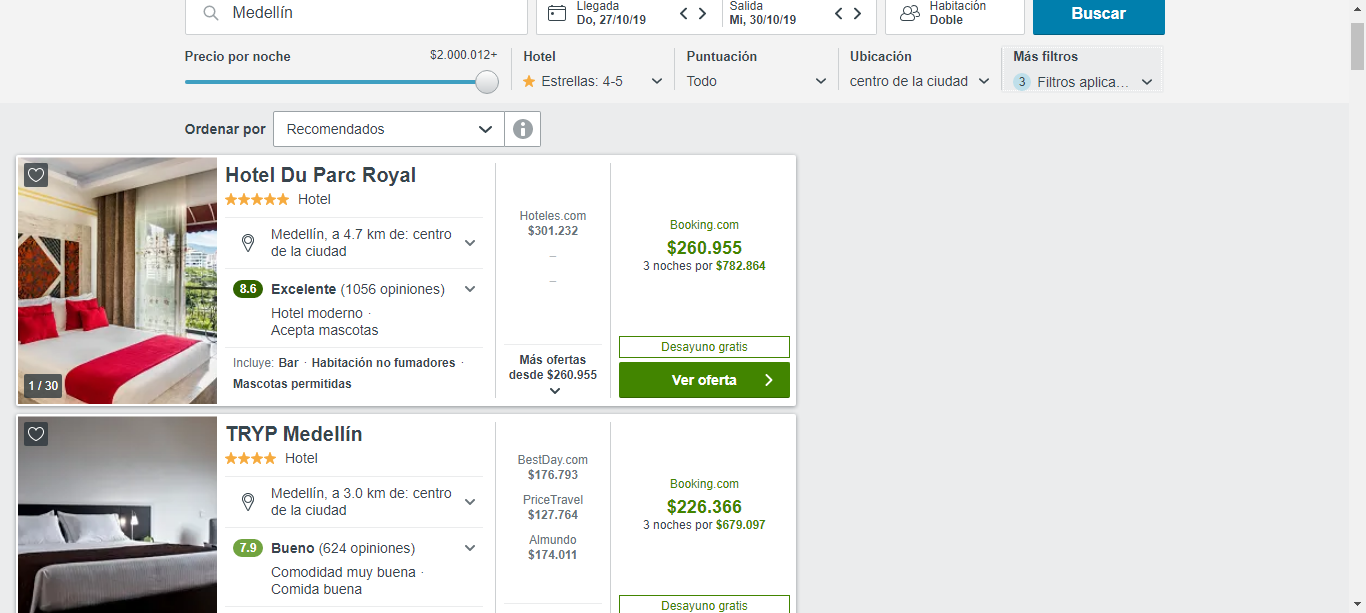 Medellín
Llegada
Do, 27/10/19
Salida
Mi, 30/10/19
Habitación
Doble
Buscar
Precio por noche
$2.000.012+
Hotel
Estrellas: 4-5
Puntuación
Todo
Ubicación
centro de la ciudad
Más filtros
3 Filtros aplica...
Ordenar por
Recomendados
Hotel Du Parc Royal
Hotel
Medellín, a 4.7 km de: centro
de la ciudad
8.6 Excelente (1056 opiniones)
Hotel moderno ·
Acepta mascotas
Incluye: Bar · Habitación no fumadores ·
Mascotas permitidas
1 / 30
Hoteles.com
$301.232
–
–
Más ofertas
desde $260.955
Booking.com
$260.955
3 noches por $782.864
Desayuno gratis
Ver oferta
TRYP Medellín
Hotel
Medellín, a 3.0 km de: centro
de la ciudad
7.9 Bueno (624 opiniones)
Comodidad muy buena ·
Comida buena
BestDay.com
$176.793
PriceTravel
$127.764
Almundo
$174.011
Booking.com
$226.366
3 noches por $679.097
Desayuno gratis